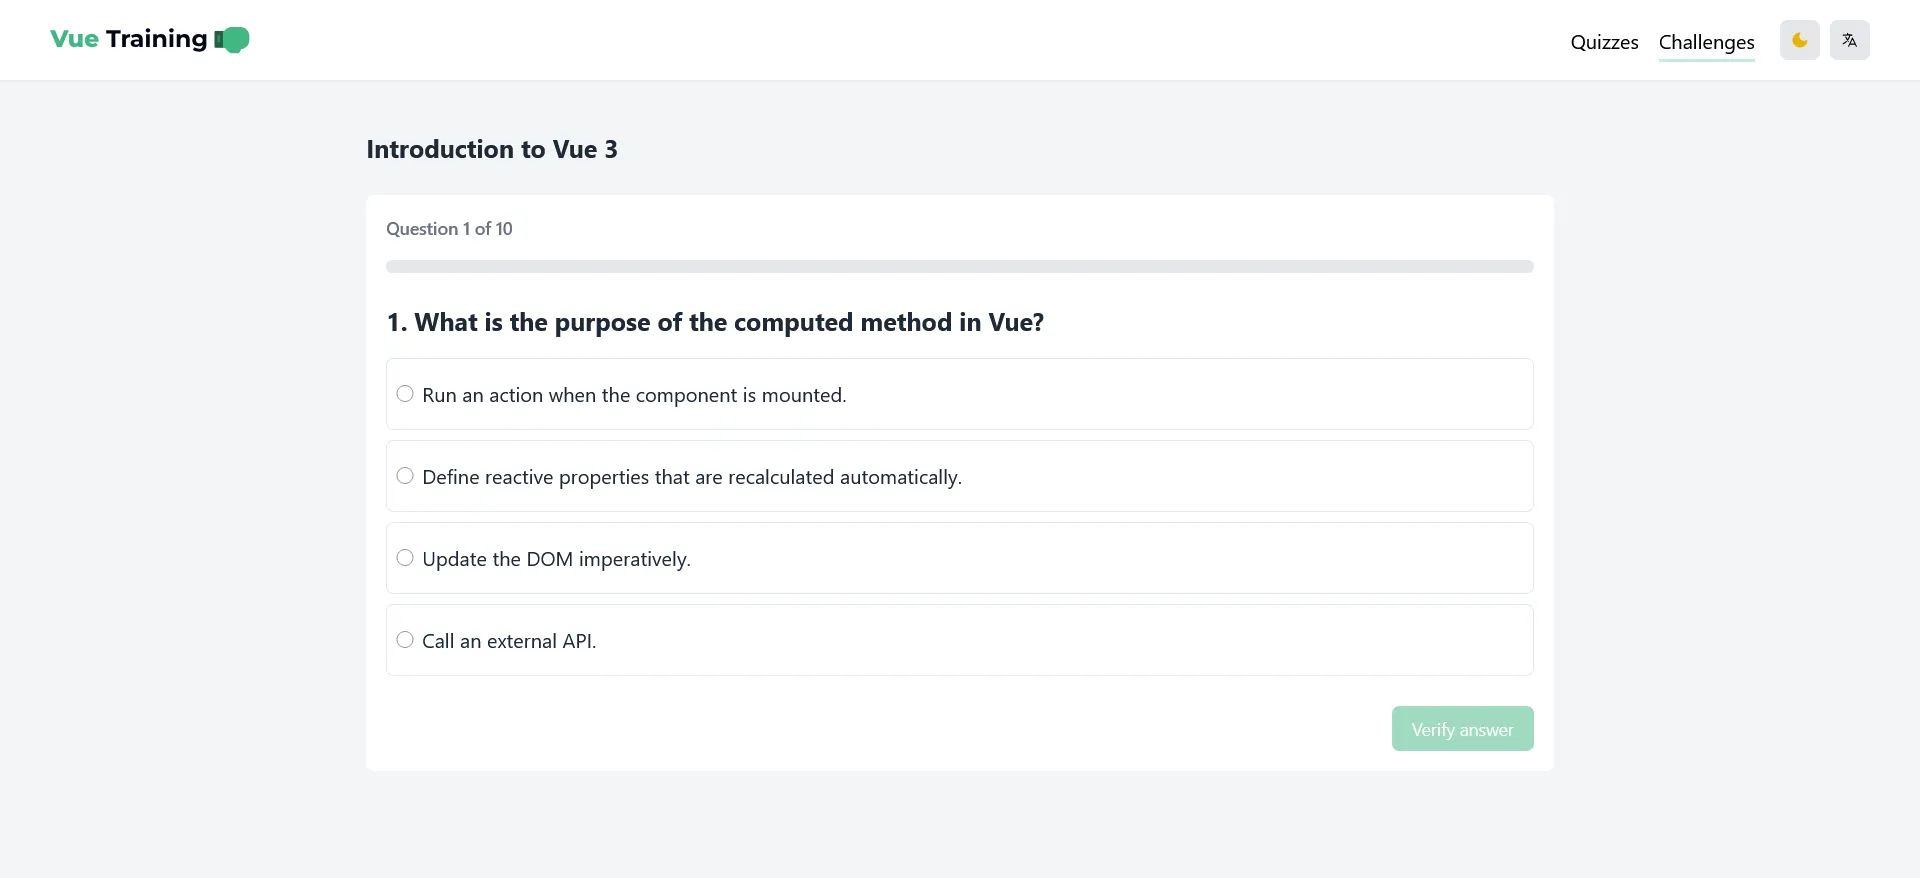 Vue Training
Quizzes
Challenges
Introduction to Vue 3
Question 1 of 10
1. What is the purpose of the computed method in Vue?
Run an action when the component is mounted.
Define reactive properties that are recalculated automatically.
Update the DOM imperatively.
Call an external API.
Verify answer